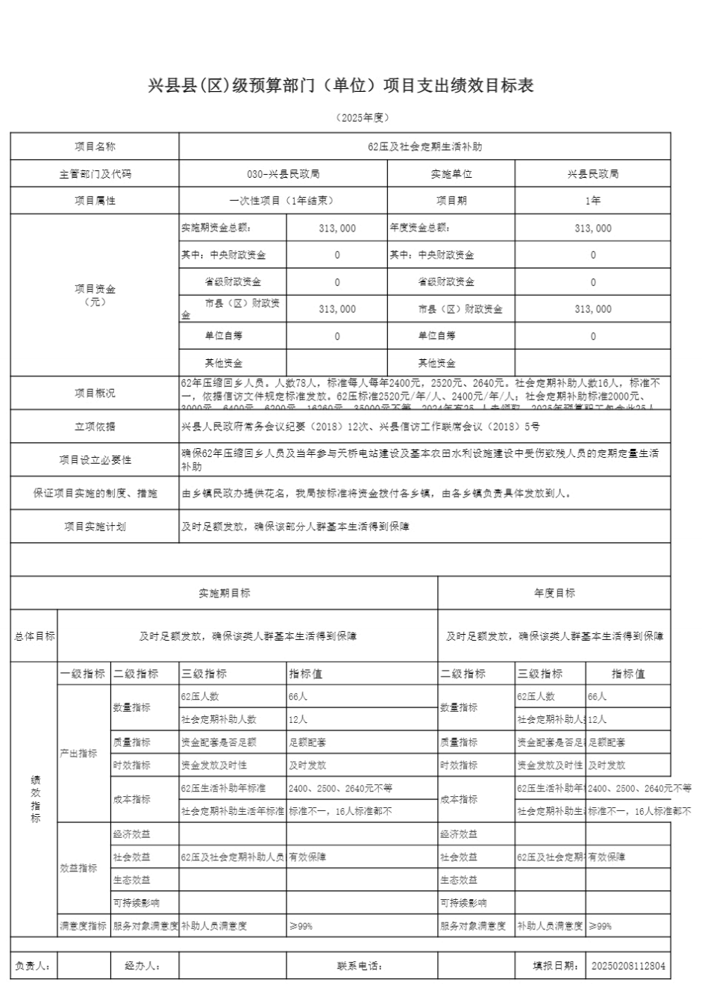 兴县县(区)级预算部门（单位）项目支出绩效目标表
（2025年度）
项目名称 62压及社会定期生活补助
主管部门及代码 030-兴县民政局 实施单位 兴县民政局
项目属性 一次性项目（1年结束） 项目期 1年
项目资金
（元）
实施期资金总额： 313,000 年度资金总额： 313,000
其中：中央财政资金 0 其中：中央财政资金 0
省级财政资金 0 省级财政资金 0
市县（区）财政资
金 313,000 市县（区）财政资金 313,000
单位自筹 0 单位自筹 0
其他资金 其他资金
项目概况
62年压缩回乡人员。人数78人，标准每人每年2400元，2520元、2640元。社会定期补助人数16人，标准不
一，依据信访文件规定标准发放。62压标准2520元/年/人、2400元/年/人；社会定期补助标准2000元、
3000元、6400元、6200元、16260元、35000元不等。2024年有25
立项依据 兴县人民政府常务会议纪要（2018）12次、兴县信访工作联席会议（2018）5号
项目设立必要性
确保62年压缩回乡人员及当年参与天桥电站建设及基本农田水利设施建设中受伤致残人员的定期定量生活
补助
保证项目实施的制度、措施 由乡镇民政办提供花名，我局按标准将资金拨付各乡镇，由各乡镇负责具体发放到人。
项目实施计划 及时足额发放，确保该部分人群基本生活得到保障
实施期目标 年度目标
总体目标 及时足额发放，确保该类人群基本生活得到保障 及时足额发放，确保该类人群基本生活得到保障
绩
效
指
标
一级指标 二级指标 三级指标 指标值 二级指标 三级指标 指标值
产出指标
数量指标 62压人数 66人 数量指标 62压人数 66人
社会定期补助人数 12人 社会定期补助人 12人
质量指标 资金配套是否足额 足额配套 质量指标 资金配套是否足 足额配套
时效指标 资金发放及时性 及时发放 时效指标 资金发放及时性 及时发放
成本指标 62压生活补助年标准 2400、2500、2640元不等 成本指标 62压生活补助年 2400、2500、2640元不等
社会定期补助生活年标准 标准不一，16人标准都不 社会定期补助生 标准不一，16人标准都不
效益指标
经济效益 经济效益
社会效益 62压及社会定期补助人员 有效保障 社会效益 62压及社会定期 有效保障
生态效益 生态效益
可持续影响 可持续影响
满意度指标 服务对象满意度 补助人员满意度 ≥99% 服务对象满意度 补助人员满意度 ≥99%
负责人： 经办人： 联系电话： 填报日期： 20250208112804